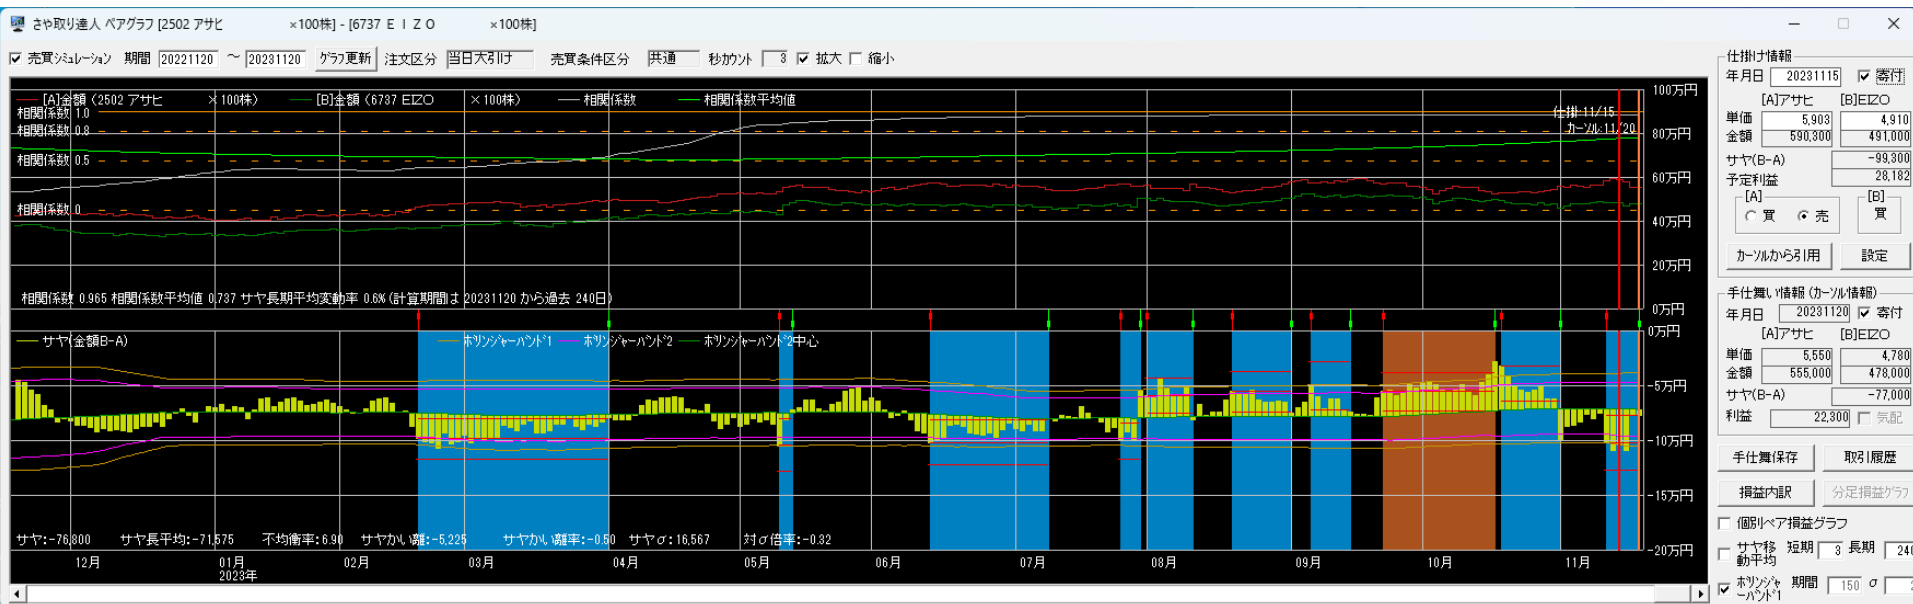 さや取り達人 ペアグラフ [2502 アサヒ ×100株] - [6737 ＥＩＺＯ ×100株]
売買シミュレーション 期間 20221120 ～ 20231120 グラフ更新 注文区分 当日大引け 売買条件区分 共通 秒カウント 3 拡大 縮小
[A]金額（2502 アサヒ ×100株） [B]金額（6737 EIZO ×100株） 相関係数 相関係数平均値
相関係数 1.0
相関係数 0.8
相関係数 0.5
相関係数 0
仕掛:11/15
カーソル:11/20
100万円
80万円
60万円
40万円
20万円
0万円
相関係数 0.965 相関係数平均値 0.737 サヤ長期平均変動率 0.6% (計算期間は 20231120 から過去 240日)
サヤ(金額B-A) ボリンジャーバンド1 ボリンジャーバンド2 ボリンジャーバンド2中心
0万円
-5万円
-10万円
-15万円
-20万円
サヤ:-76,800 サヤ長平均:-71,575 不均衡率:6.90 サヤかい離:-5,225 サヤかい離率:-0.50 サヤσ:16,567 対σ倍率:-0.32
12月 01月 02月 03月 04月 05月 06月 07月 08月 09月 10月 11月
2023年
仕掛け情報
年月日 20231115 寄付
[A]アサヒ [B]EIZO
単価 5,903 4,910
金額 590,300 491,000
サヤ(B-A) -99,300
予定利益 28,182
[A] [B]
買 売 買
カーソルから引用 設定
手仕舞い情報 (カーソル情報)
年月日 20231120 寄付
[A]アサヒ [B]EIZO
単価 5,550 4,780
金額 555,000 478,000
サヤ(B-A) -77,000
利益 22,300 気配
手仕舞保存 取引履歴
損益内訳 分足損益グラフ
個別ペア損益グラフ
サヤ移動平均 短期 3 長期 240
ボリンジャーバンド1 期間 150 σ